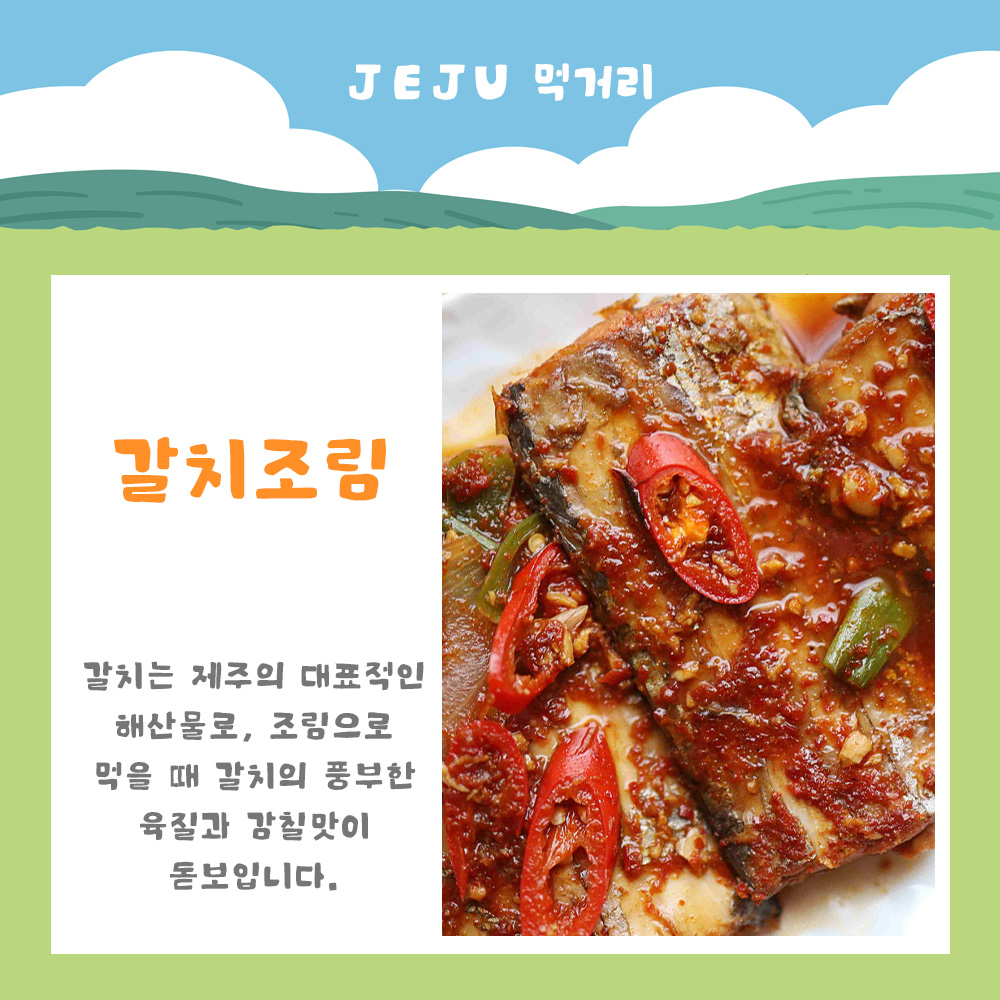 JEJU 먹거리
갈치조림
갈치는 제주의 대표적인
해산물로, 조림으로
먹을 때 갈치의 풍부한
육질과 감칠맛이
돋보입니다.